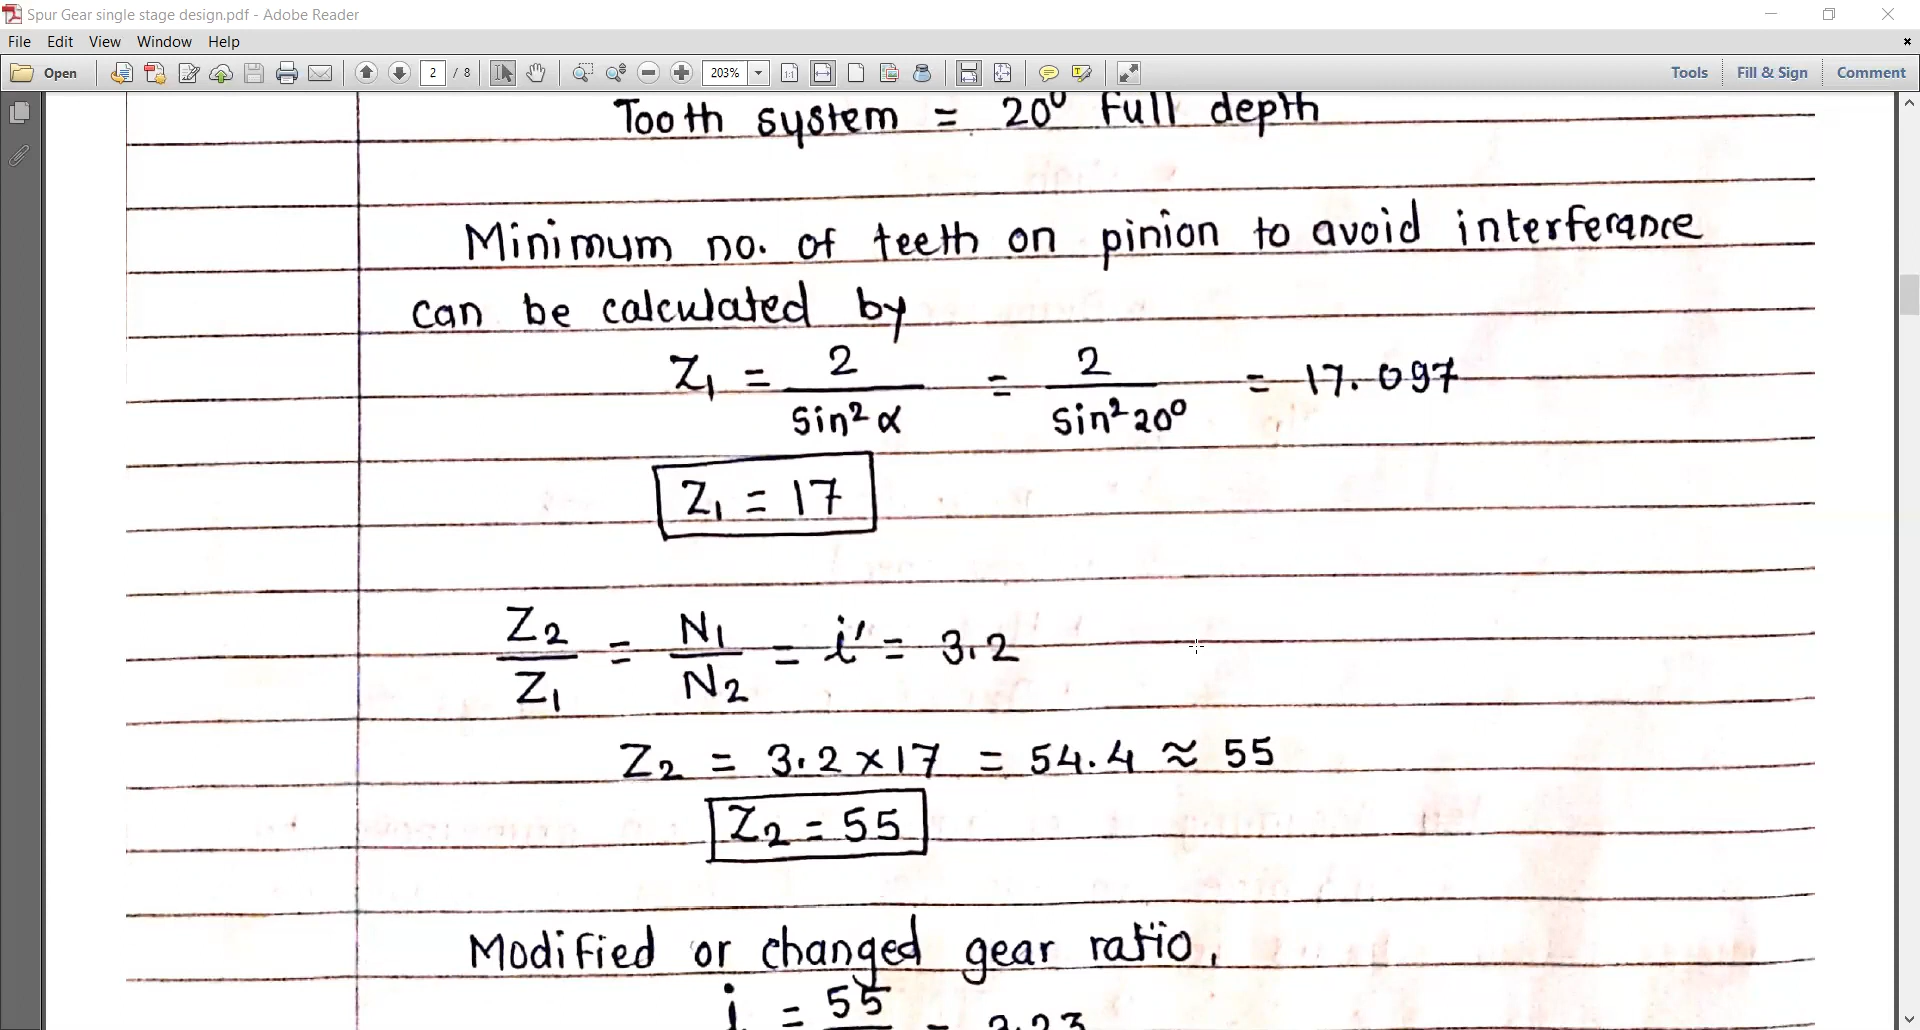 Spur Gear single stage design.pdf - Adobe Reader
File Edit View Window Help
Open 2 / 8 203% Tools Fill & Sign Comment
Tooth system = 20° Full depth
Minimum no. of teeth on pinion to avoid interferance
can be calculated by
Z₁ = 2 / sin²α = 2 / sin²20° = 17.097
Z₁ = 17
Z₂ / Z₁ = N₁ / N₂ = i' = 3.2
Z₂ = 3.2 × 17 = 54.4 ≈ 55
Z₂ = 55
Modified or changed gear ratio,
i = 55 = 3.23